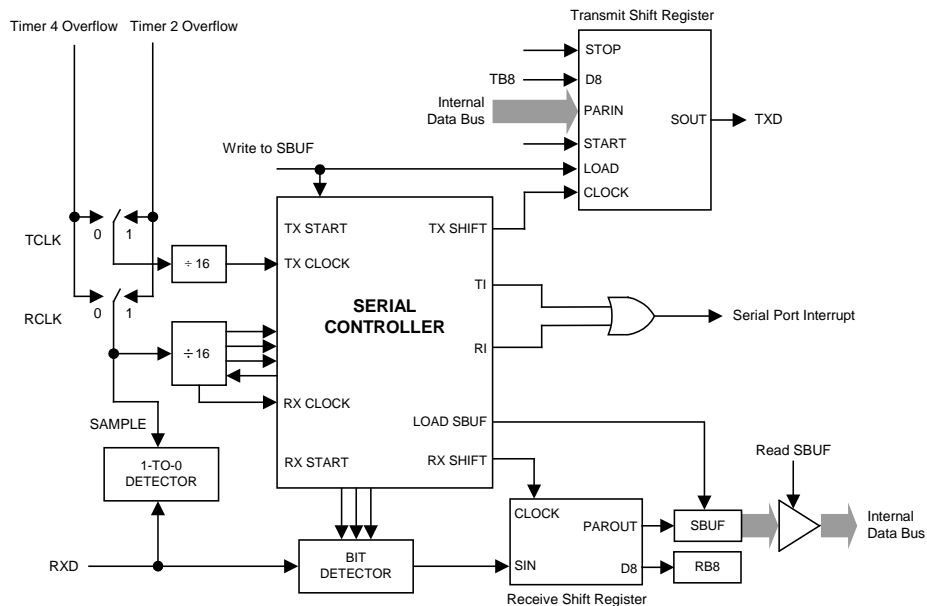 Transmit Shift Register
Timer 4 Overflow Timer 2 Overflow
STOP
TB8 D8
Internal
Data Bus
PARIN
SOUT TXD
START
Write to SBUF
LOAD
CLOCK
TX START TX SHIFT
TCLK 0 1
÷ 16 TX CLOCK
TI
SERIAL
CONTROLLER
Serial Port Interrupt
RCLK 0 1
RI
÷ 16
RX CLOCK
SAMPLE
LOAD SBUF
1-TO-0
DETECTOR
RX START RX SHIFT
Read SBUF
CLOCK
PAROUT SBUF
Internal
Data Bus
RXD
BIT
DETECTOR
SIN D8 RB8
Receive Shift Register